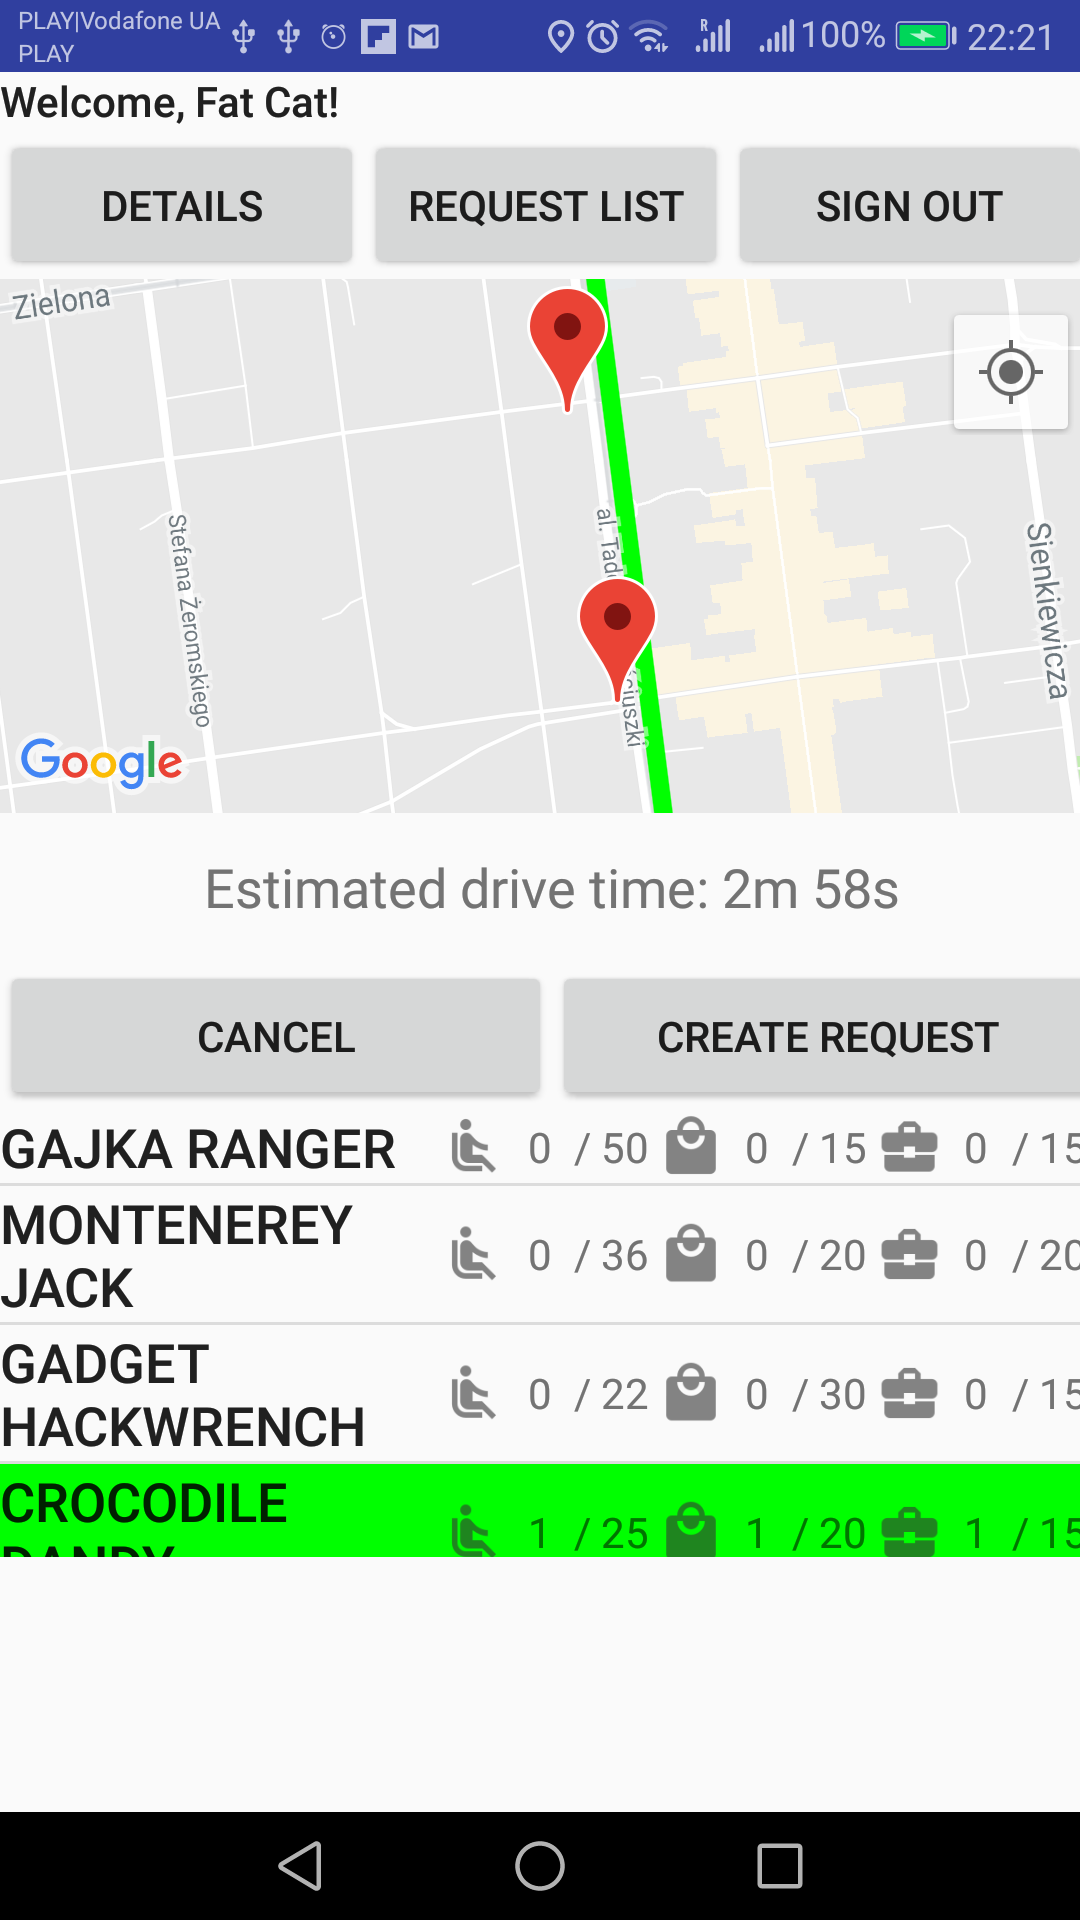 PLAY|Vodafone UA
PLAY
R
100%
22:21
Welcome, Fat Cat!
DETAILS
REQUEST LIST
SIGN OUT
Zielona
Stefana Żeromskiego
al.
Sienkiewicza
Google
Estimated drive time: 2m 58s
CANCEL
CREATE REQUEST
GAJKA RANGER
0 / 50
0 / 15
0 / 15
MONTENEREY
JACK
0 / 36
0 / 20
0 / 20
GADGET
HACKWRENCH
0 / 22
0 / 30
0 / 15
CROCODILE
DANDY
1 / 25
1 / 20
1 / 15